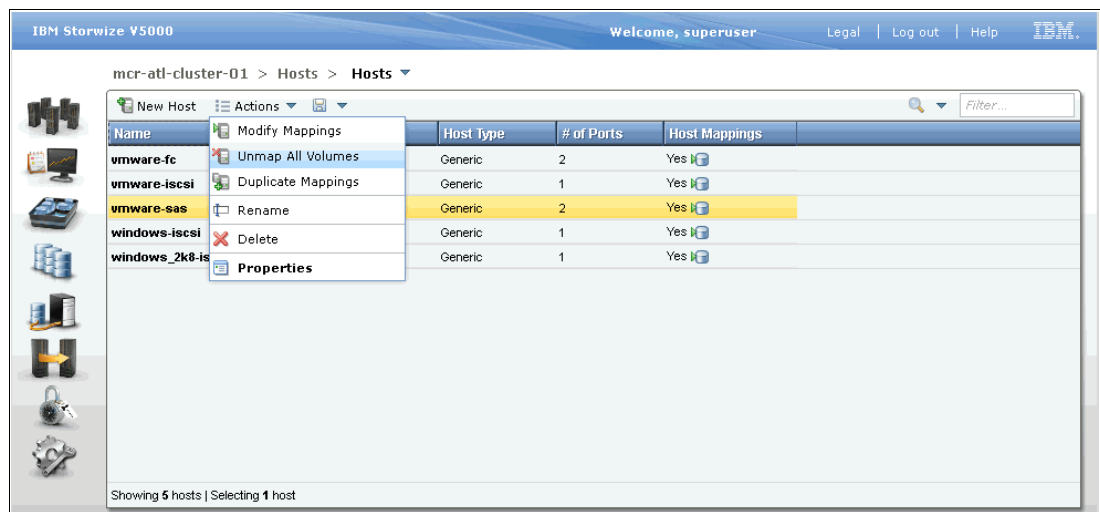 IBM Storwize V5000 Welcome, superuser Legal | Log out | Help IBM.
mcr-atl-cluster-01 > Hosts > Hosts
New Host Actions Filter...
Name Host Type # of Ports Host Mappings
Modify Mappings
Unmap All Volumes
Duplicate Mappings
Rename
Delete
Properties
vmware-fc Generic 2 Yes
vmware-iscsi Generic 1 Yes
vmware-sas Generic 2 Yes
windows-iscsi Generic 1 Yes
windows_2k8-is Generic 1 Yes
Showing 5 hosts | Selecting 1 host